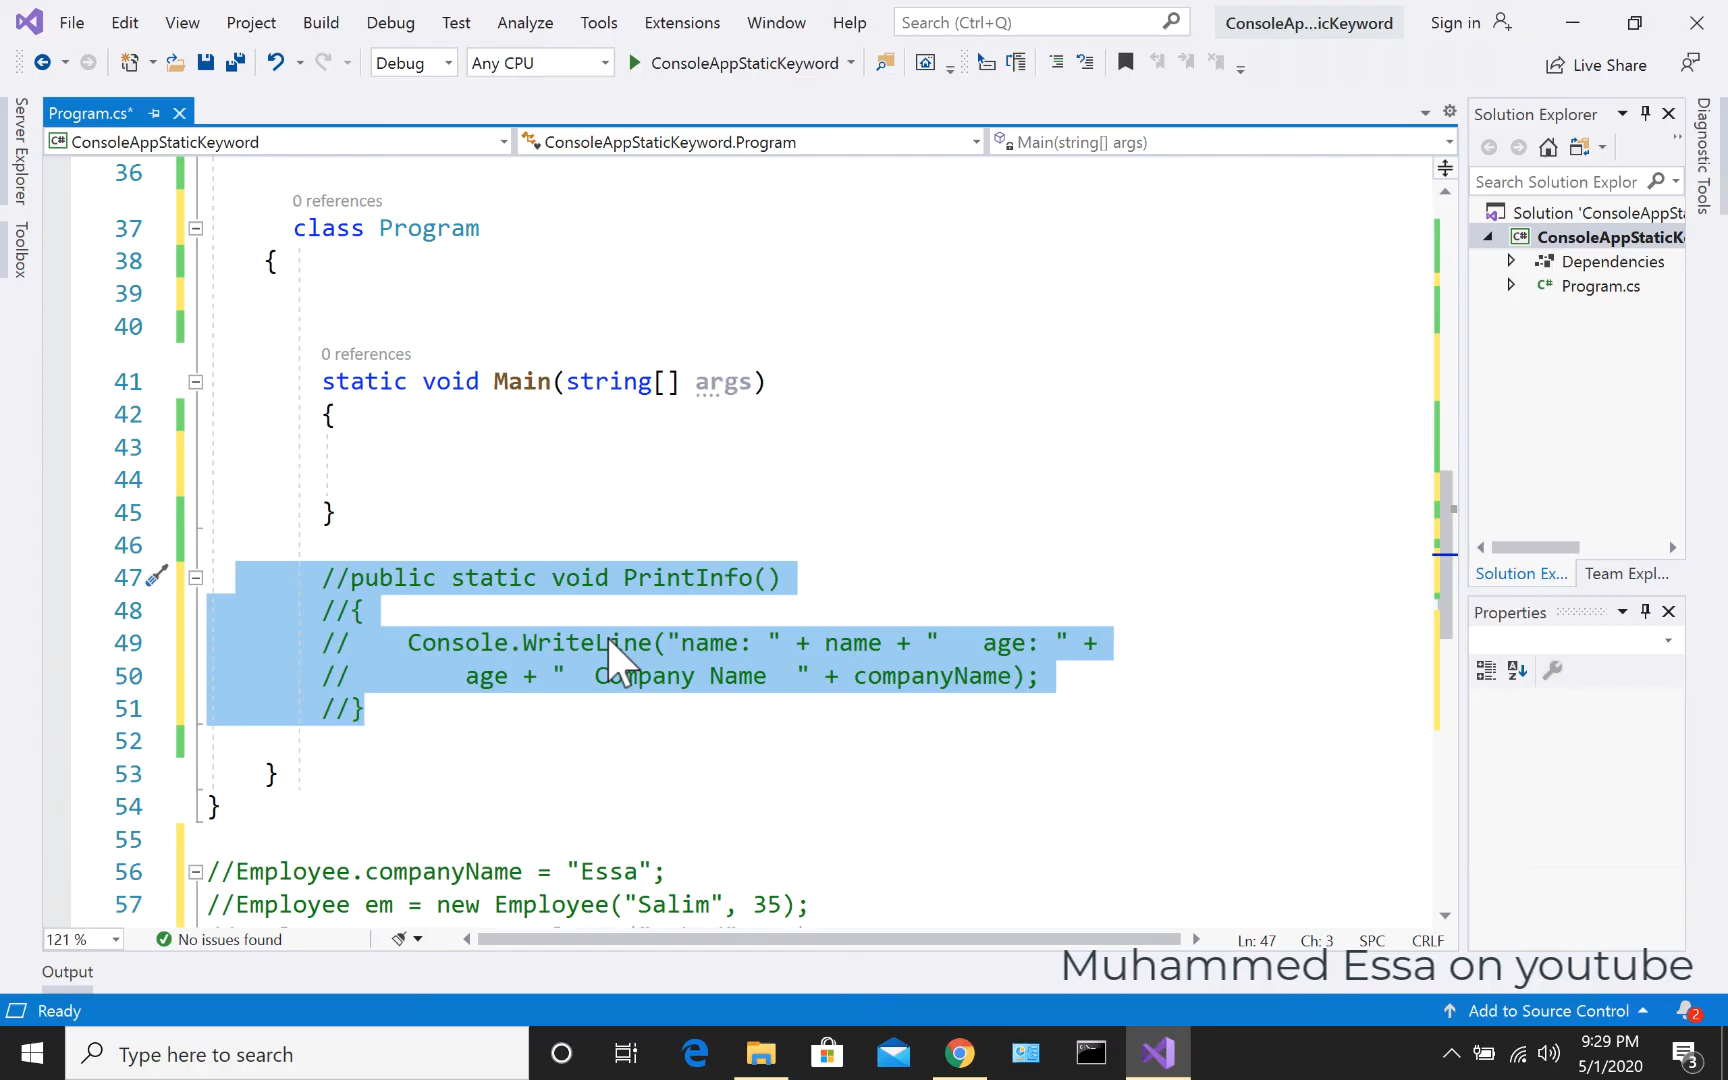 File Edit View Project Build Debug Test Analyze Tools Extensions Window Help Search (Ctrl+Q) ConsoleAp...icKeyword Sign in
Debug Any CPU ConsoleAppStaticKeyword Live Share
Server Explorer
Toolbox
Program.cs*
ConsoleAppStaticKeyword ConsoleAppStaticKeyword.Program Main(string[] args)
36
0 references
37 class Program
38 {
39
40
0 references
41 static void Main(string[] args)
42 {
43
44
45 }
46
47 //public static void PrintInfo()
48 //{
49 // Console.WriteLine("name: " + name + " age: " +
50 // age + " Company Name " + companyName);
51 //}
52
53 }
54 }
55
56 //Employee.companyName = "Essa";
57 //Employee em = new Employee("Salim", 35);
121 % No issues found Ln: 47 Ch: 3 SPC CRLF
Output
Solution Explorer
Search Solution Explor
Solution 'ConsoleAppSt
ConsoleAppStaticK
Dependencies
C# Program.cs
Solution Ex... Team Expl...
Properties
Diagnostic Tools
Muhammed Essa on youtube
Ready Add to Source Control 2
Type here to search
9:29 PM
5/1/2020
3